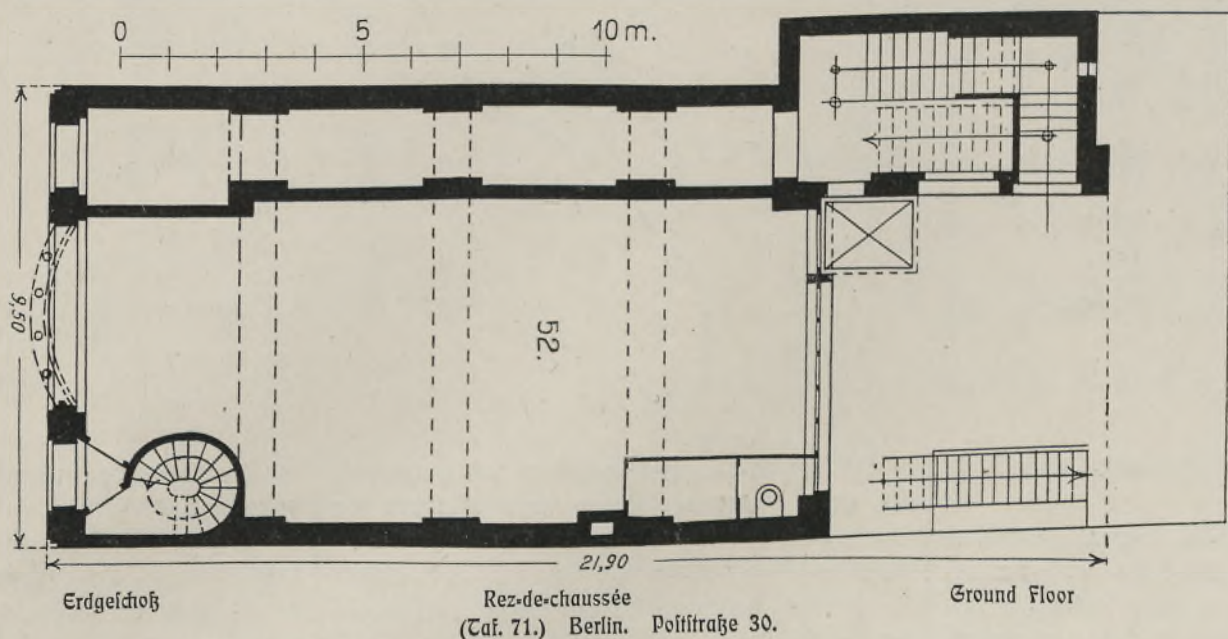 0 5 10 m.
9,50
52.
21,90
Erdgeschoß Rez-de-chaussée Ground Floor
(Taf. 71.) Berlin. Poststraße 30.